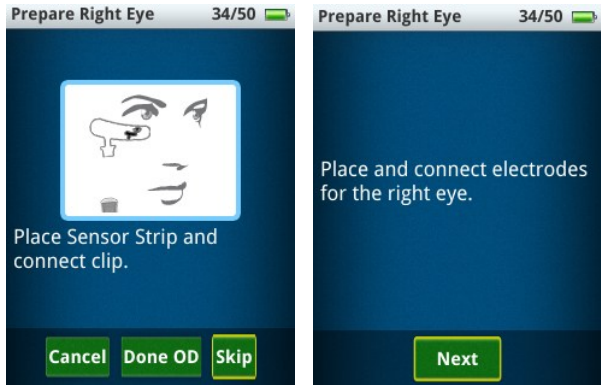 Prepare Right Eye 34/50
Place Sensor Strip and
connect clip.
Cancel Done OD Skip
Prepare Right Eye 34/50
Place and connect electrodes
for the right eye.
Next